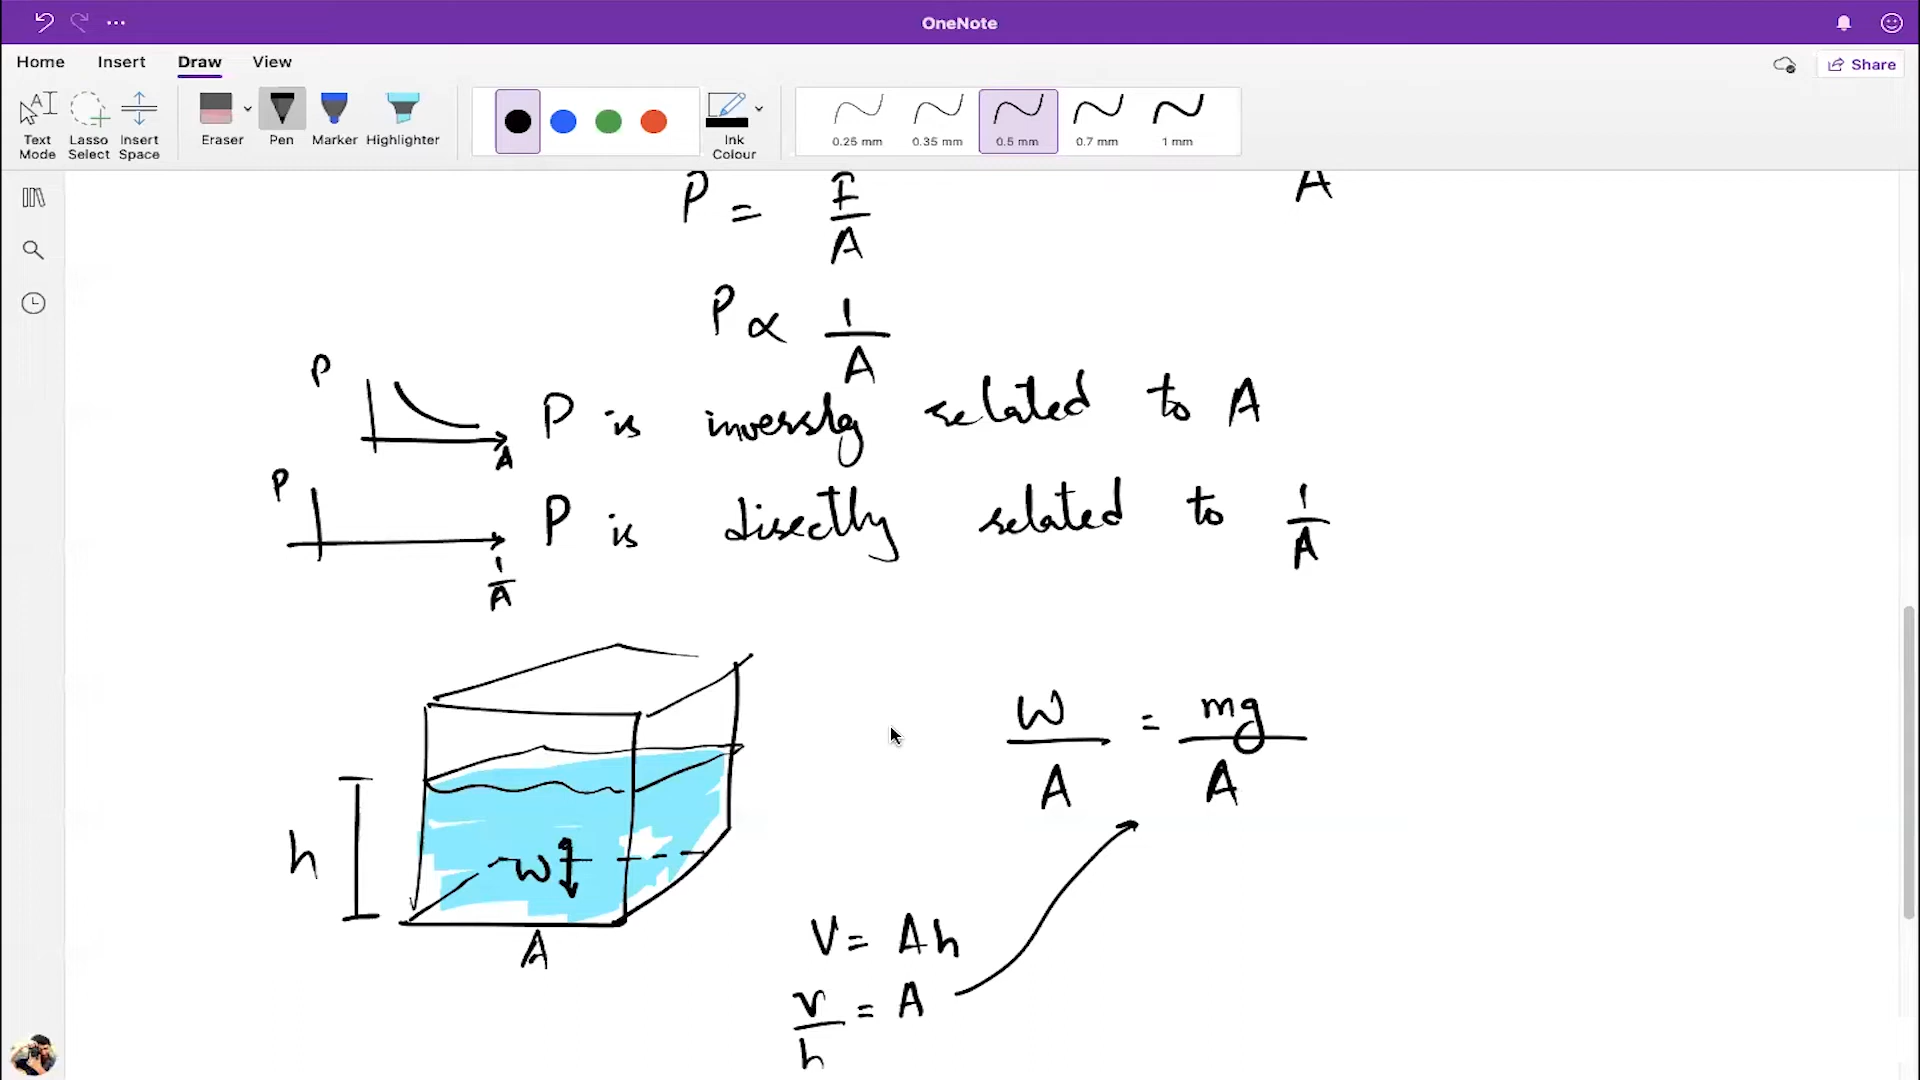 OneNote
Home Insert Draw View
Share
Text Mode
Lasso Select
Insert Space
Eraser
Pen
Marker
Highlighter
Ink Colour
0.25 mm
0.35 mm
0.5 mm
0.7 mm
1 mm
P = F/A
A
P ∝ 1/A
P
A
P is inversly related to A
P
1/A
P is directly related to 1/A
h
W
A
W/A = mg/A
V = Ah
V/h = A